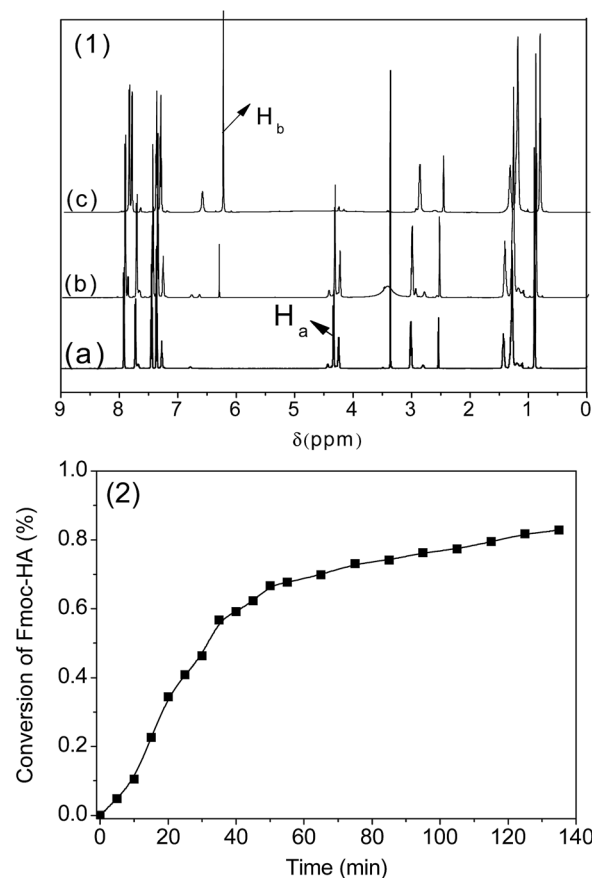 (1)
H b
(c)
(b)
H a
(a)
9 8 7 6 5 4 3 2 1 0
δ(ppm)
(2)
1.0
0.8
0.6
0.4
0.2
0.0
Conversion of Fmoc-HA (%)
0 20 40 60 80 100 120 140
Time (min)